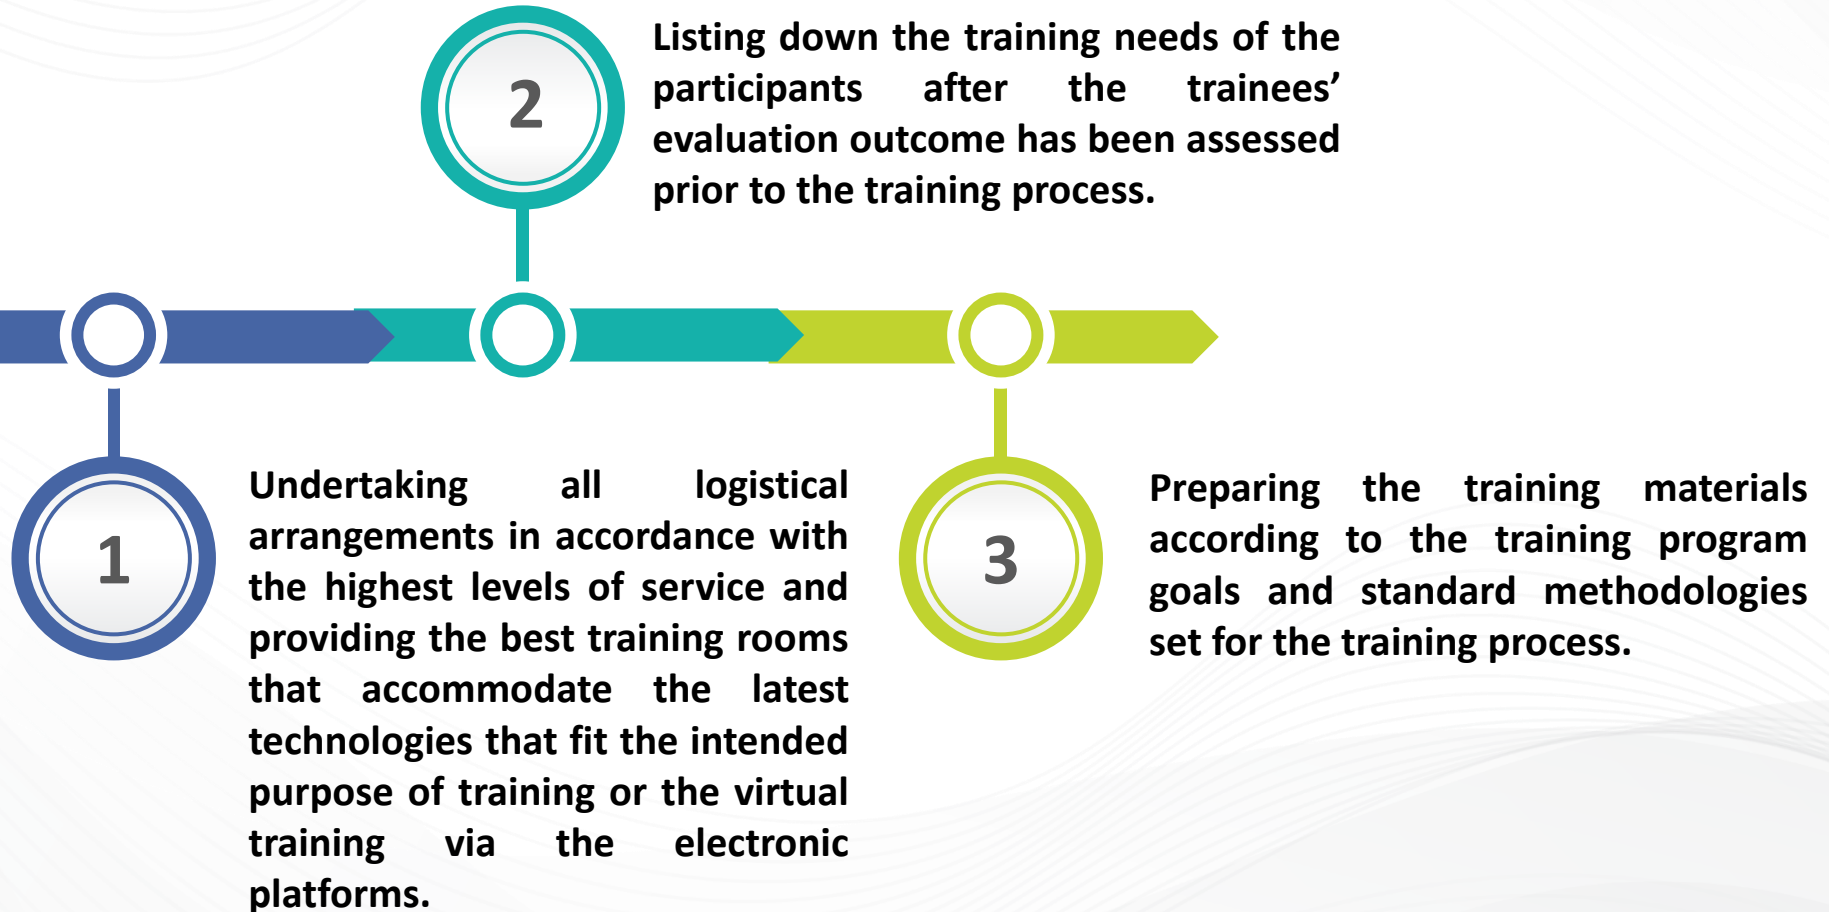 1
Undertaking all logistical
arrangements in accordance with
the highest levels of service and
providing the best training rooms
that accommodate the latest
technologies that fit the intended
purpose of training or the virtual
training via the electronic
platforms.
2
Listing down the training needs of the
participants after the trainees’
evaluation outcome has been assessed
prior to the training process.
3
Preparing the training materials
according to the training program
goals and standard methodologies
set for the training process.